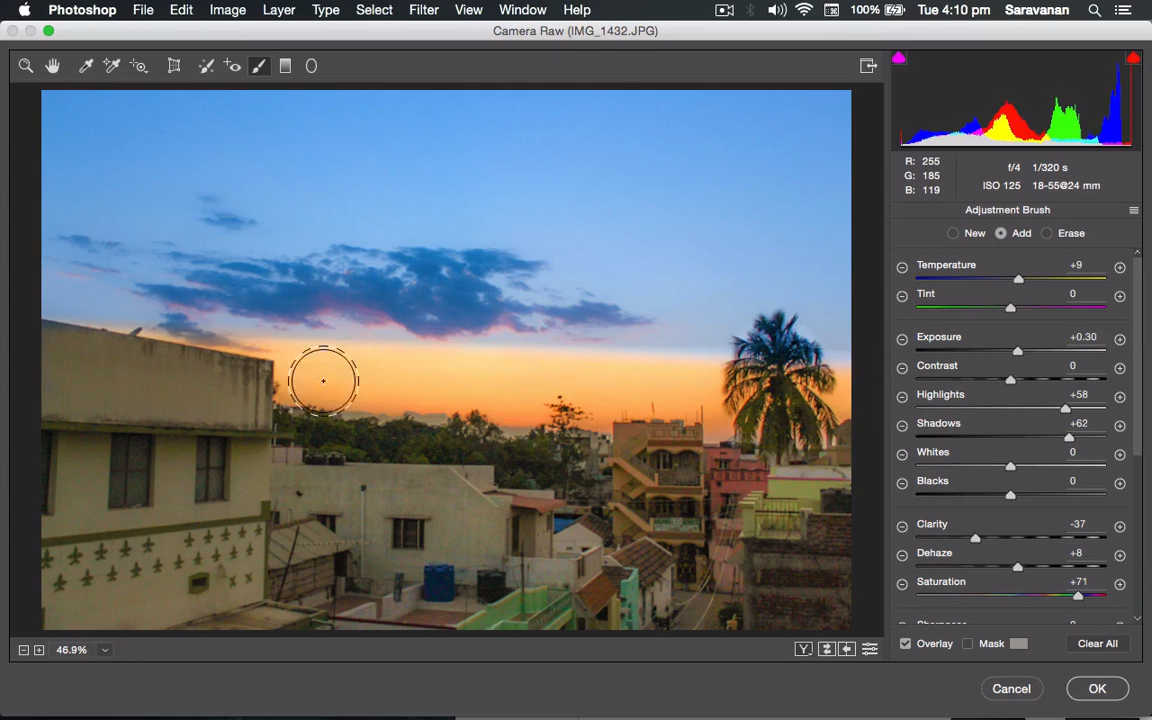 Photoshop File Edit Image Layer Type Select Filter View Window Help 100% Tue 4:10 pm Saravanan
Camera Raw (IMG_1432.JPG)
R: 255
G: 185
B: 119
f/4 1/320 s
ISO 125 18-55@24 mm
Adjustment Brush
New Add Erase
Temperature +9
Tint 0
Exposure +0.30
Contrast 0
Highlights +58
Shadows +62
Whites 0
Blacks 0
Clarity -37
Dehaze +8
Saturation +71
46.9%
Y
Overlay Mask Clear All
Cancel OK